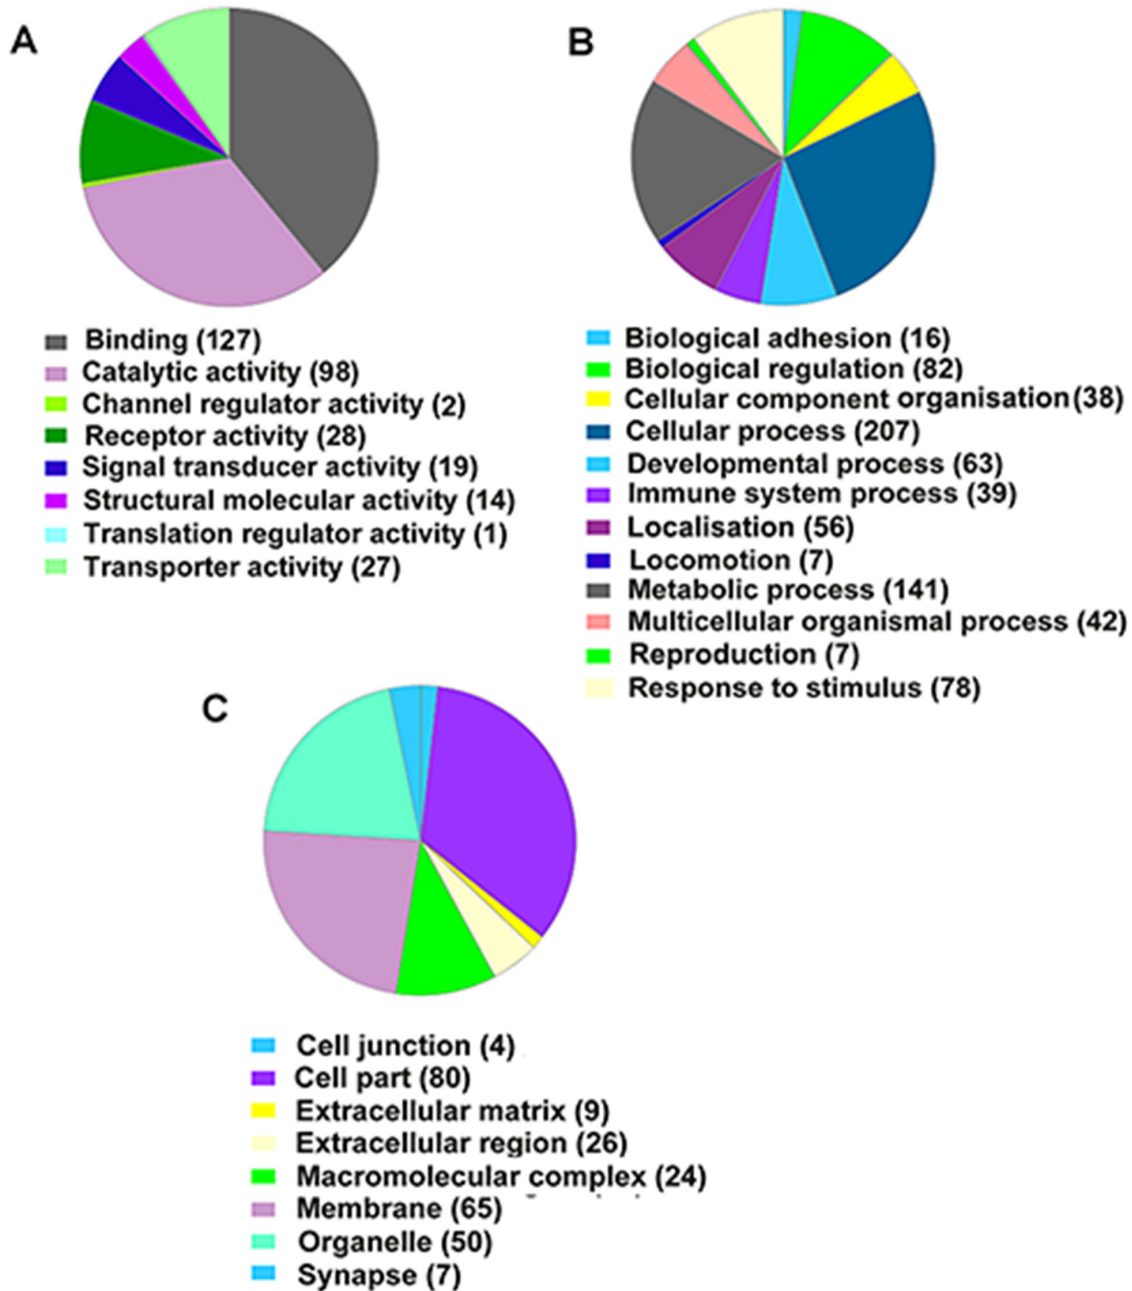 A
B
Binding (127)
Catalytic activity (98)
Channel regulator activity (2)
Receptor activity (28)
Signal transducer activity (19)
Structural molecular activity (14)
Translation regulator activity (1)
Transporter activity (27)
Biological adhesion (16)
Biological regulation (82)
Cellular component organisation (38)
Cellular process (207)
Developmental process (63)
Immune system process (39)
Localisation (56)
Locomotion (7)
Metabolic process (141)
Multicellular organismal process (42)
Reproduction (7)
Response to stimulus (78)
C
Cell junction (4)
Cell part (80)
Extracellular matrix (9)
Extracellular region (26)
Macromolecular complex (24)
Membrane (65)
Organelle (50)
Synapse (7)